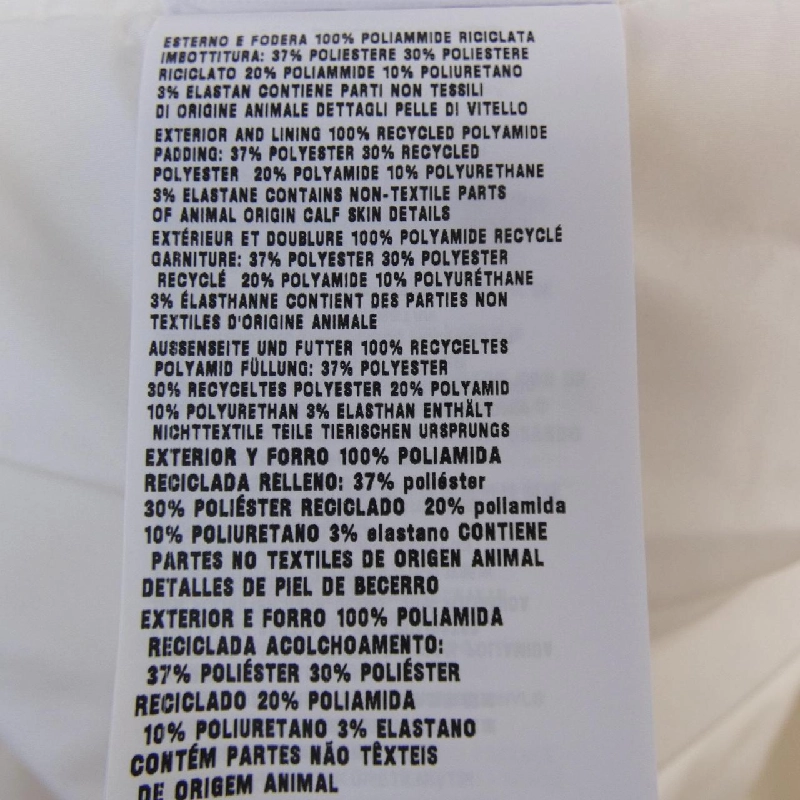 ESTERNO E FODERA 100% POLIAMMIDE RICICLATA
IMBOTTITURA: 37% POLIESTERE 30% POLIESTERE
RICICLATO 20% POLIAMMIDE 10% POLIURETANO
3% ELASTAN CONTIENE PARTI NON TESSILI
DI ORIGINE ANIMALE DETTAGLI PELLE DI VITELLO
EXTERIOR AND LINING 100% RECYCLED POLYAMIDE
PADDING: 37% POLYESTER 30% RECYCLED
POLYESTER 20% POLYAMIDE 10% POLYURETHANE
3% ELASTANE CONTAINS NON-TEXTILE PARTS
OF ANIMAL ORIGIN CALF SKIN DETAILS
EXTÉRIEUR ET DOUBLURE 100% POLYAMIDE RECYCLÉ
GARNITURE: 37% POLYESTER 30% POLYESTER
RECYCLÉ 20% POLYAMIDE 10% POLYURÉTHANE
3% ÉLASTHANNE CONTIENT DES PARTIES NON
TEXTILES D'ORIGINE ANIMALE
AUSSENSEITE UND FUTTER 100% RECYCELTES
POLYAMID FÜLLUNG: 37% POLYESTER
30% RECYCELTES POLYESTER 20% POLYAMID
10% POLYURETHAN 3% ELASTHAN ENTHÄLT
NICHTTEXTILE TEILE TIERISCHEN URSPRUNGS
EXTERIOR Y FORRO 100% POLIAMIDA
RECICLADA RELLENO: 37% poliéster
30% POLIÉSTER RECICLADO 20% poliamida
10% POLIURETANO 3% elastano CONTIENE
PARTES NO TEXTILES DE ORIGEN ANIMAL
DETALLES DE PIEL DE BECERRO
EXTERIOR E FORRO 100% POLIAMIDA
RECICLADA ACOLCHOAMENTO:
37% POLIÉSTER 30% POLIÉSTER
RECICLADO 20% POLIAMIDA
10% POLIURETANO 3% ELASTANO
CONTÉM PARTES NÃO TÊXTEIS
DE ORIGEM ANIMAL